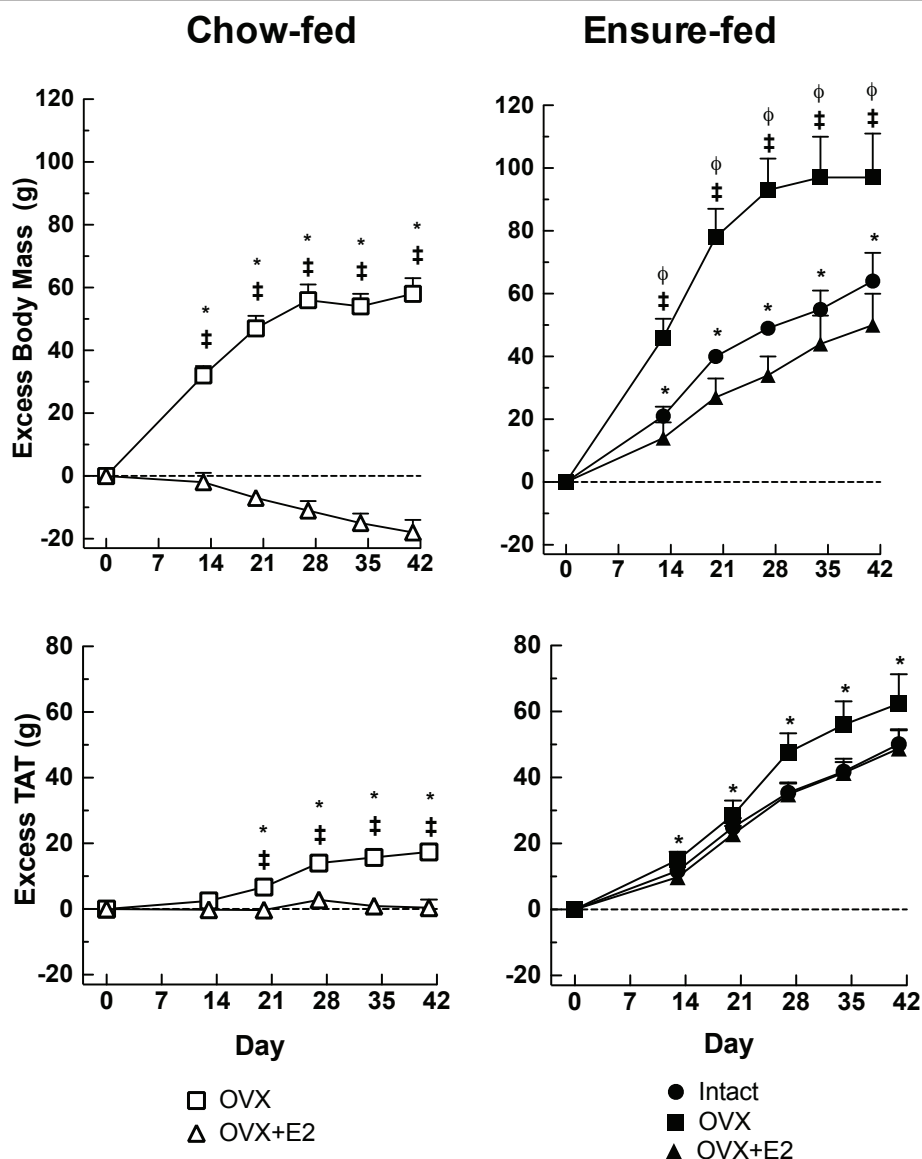 Chow-fed
Ensure-fed
Excess Body Mass (g)
120
100
80
60
40
20
0
-20
* * * * *
‡ ‡ ‡ ‡ ‡
0 7 14 21 28 35 42
120
100
80
60
40
20
0
-20
ϕ ϕ ϕ ϕ ϕ
‡ ‡ ‡ ‡ ‡
* * * * *
0 7 14 21 28 35 42
Excess TAT (g)
80
60
40
20
0
-20
* * * *
‡ ‡ ‡ ‡
0 7 14 21 28 35 42
Day
80
60
40
20
0
-20
* * * * *
0 7 14 21 28 35 42
Day
OVX
OVX+E2
Intact
OVX
OVX+E2